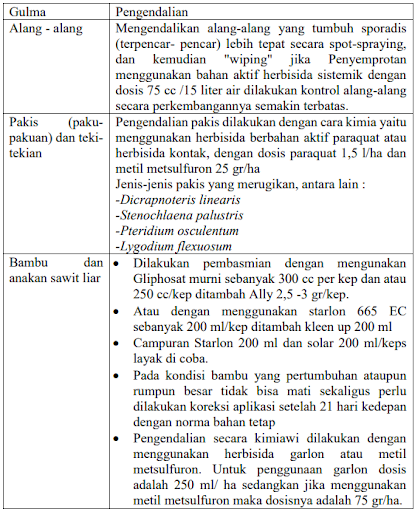 Gulma Pengendalian
Alang - alang Mengendalikan alang-alang yang tumbuh sporadis
(terpencar- pencar) lebih tepat secara spot-spraying,
dan kemudian "wiping" jika Penyemprotan
menggunakan bahan aktif herbisida sistemik dengan
dosis 75 cc /15 liter air dilakukan kontrol alang-alang
secara perkembangannya semakin terbatas.
Pakis (paku-
pakuan) dan teki-
tekian
Pengendalian pakis dilakukan dengan cara kimia yaitu
menggunakan herbisida berbahan aktif paraquat atau
herbisida kontak, dengan dosis paraquat 1,5 l/ha dan
metil metsulfuron 25 gr/ha
Jenis-jenis pakis yang merugikan, antara lain :
-Dicrapnoteris linearis
-Stenochlaena palustris
-Pteridium osculentum
-Lygodium flexuosum
Bambu dan
anakan sawit liar
• Dilakukan pembasmian dengan mengunakan
Gliphosat murni sebanyak 300 cc per kep dan atau
250 cc/kep ditambah Ally 2,5 -3 gr/kep.
• Atau dengan menggunakan starlon 665 EC
sebanyak 200 ml/kep ditambah kleen up 200 ml
• Campuran Starlon 200 ml dan solar 200 ml/keps
layak di coba.
• Pada kondisi bambu yang pertumbuhan ataupun
rumpun besar tidak bisa mati sekaligus perlu
dilakukan koreksi aplikasi setelah 21 hari kedepan
dengan norma bahan tetap
• Pengendalian secara kimiawi dilakukan dengan
menggunakan herbisida garlon atau metil
metsulfuron. Untuk penggunaan garlon dosis
adalah 250 ml/ ha sedangkan jika menggunakan
metil metsulfuron maka dosisnya adalah 75 gr/ha.